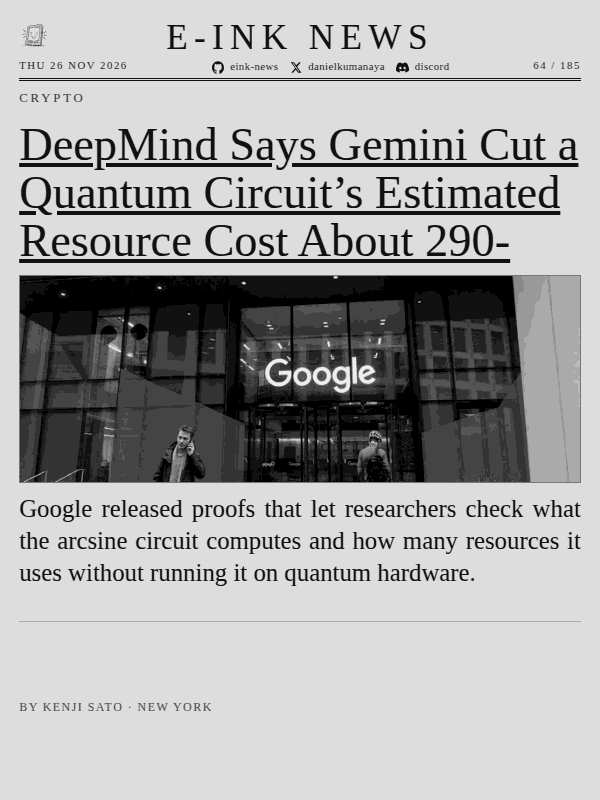 E-INK NEWS
THU 26 NOV 2026
eink-news
danielkumanaya
discord
64 / 185
CRYPTO
DeepMind Says Gemini Cut a
Quantum Circuit’s Estimated
Resource Cost About 290-
Google
Google released proofs that let researchers check what
the arcsine circuit computes and how many resources it
uses without running it on quantum hardware.
BY KENJI SATO · NEW YORK